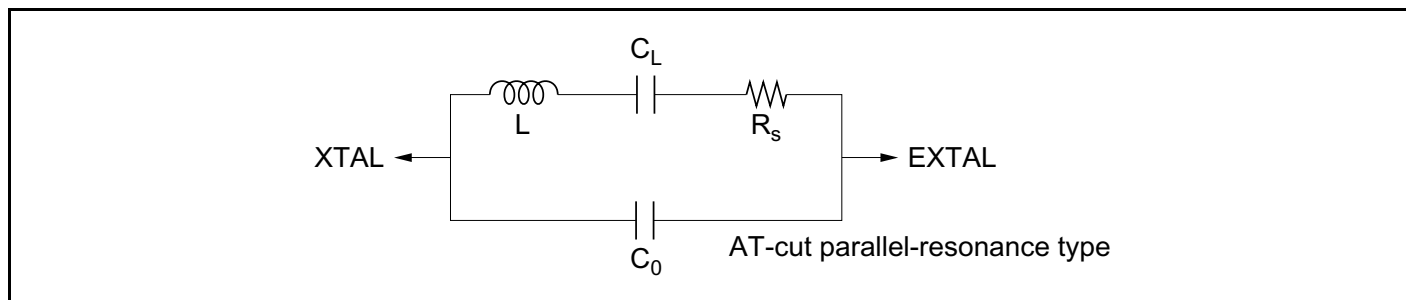 C_L
L
R_s
XTAL
EXTAL
C_0
AT-cut parallel-resonance type